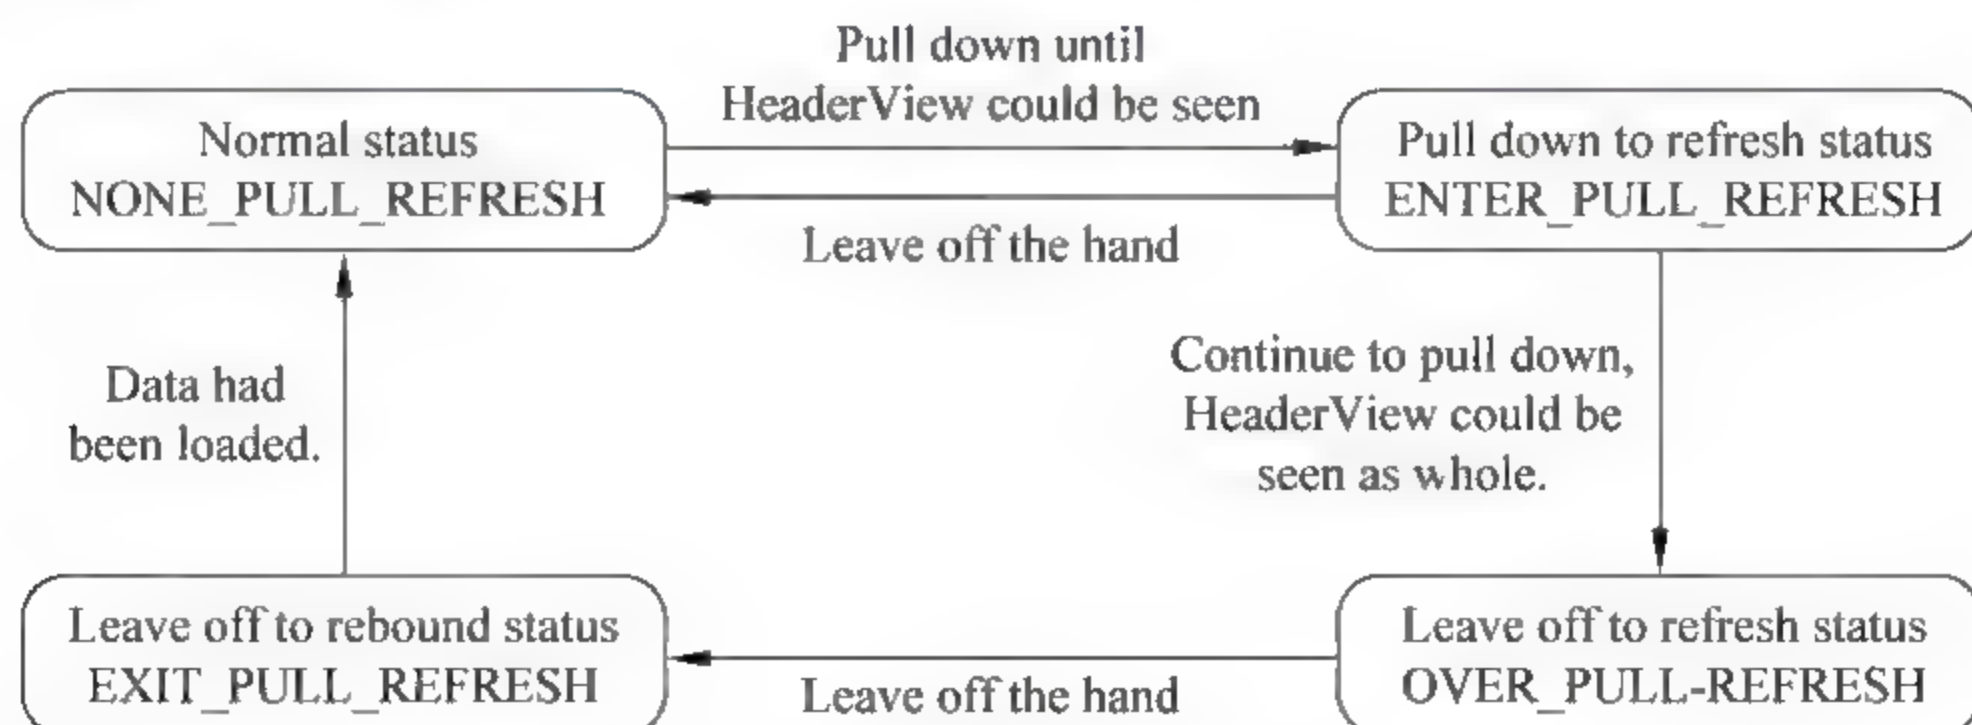 Pull down until
HeaderView could be seen
Normal status
NONE_PULL_REFRESH
Pull down to refresh status
ENTER_PULL_REFRESH
Leave off the hand
Continue to pull down,
HeaderView could be
seen as whole.
Data had
been loaded.
Leave off to rebound status
EXIT_PULL_REFRESH
Leave off to refresh status
OVER_PULL-REFRESH
Leave off the hand